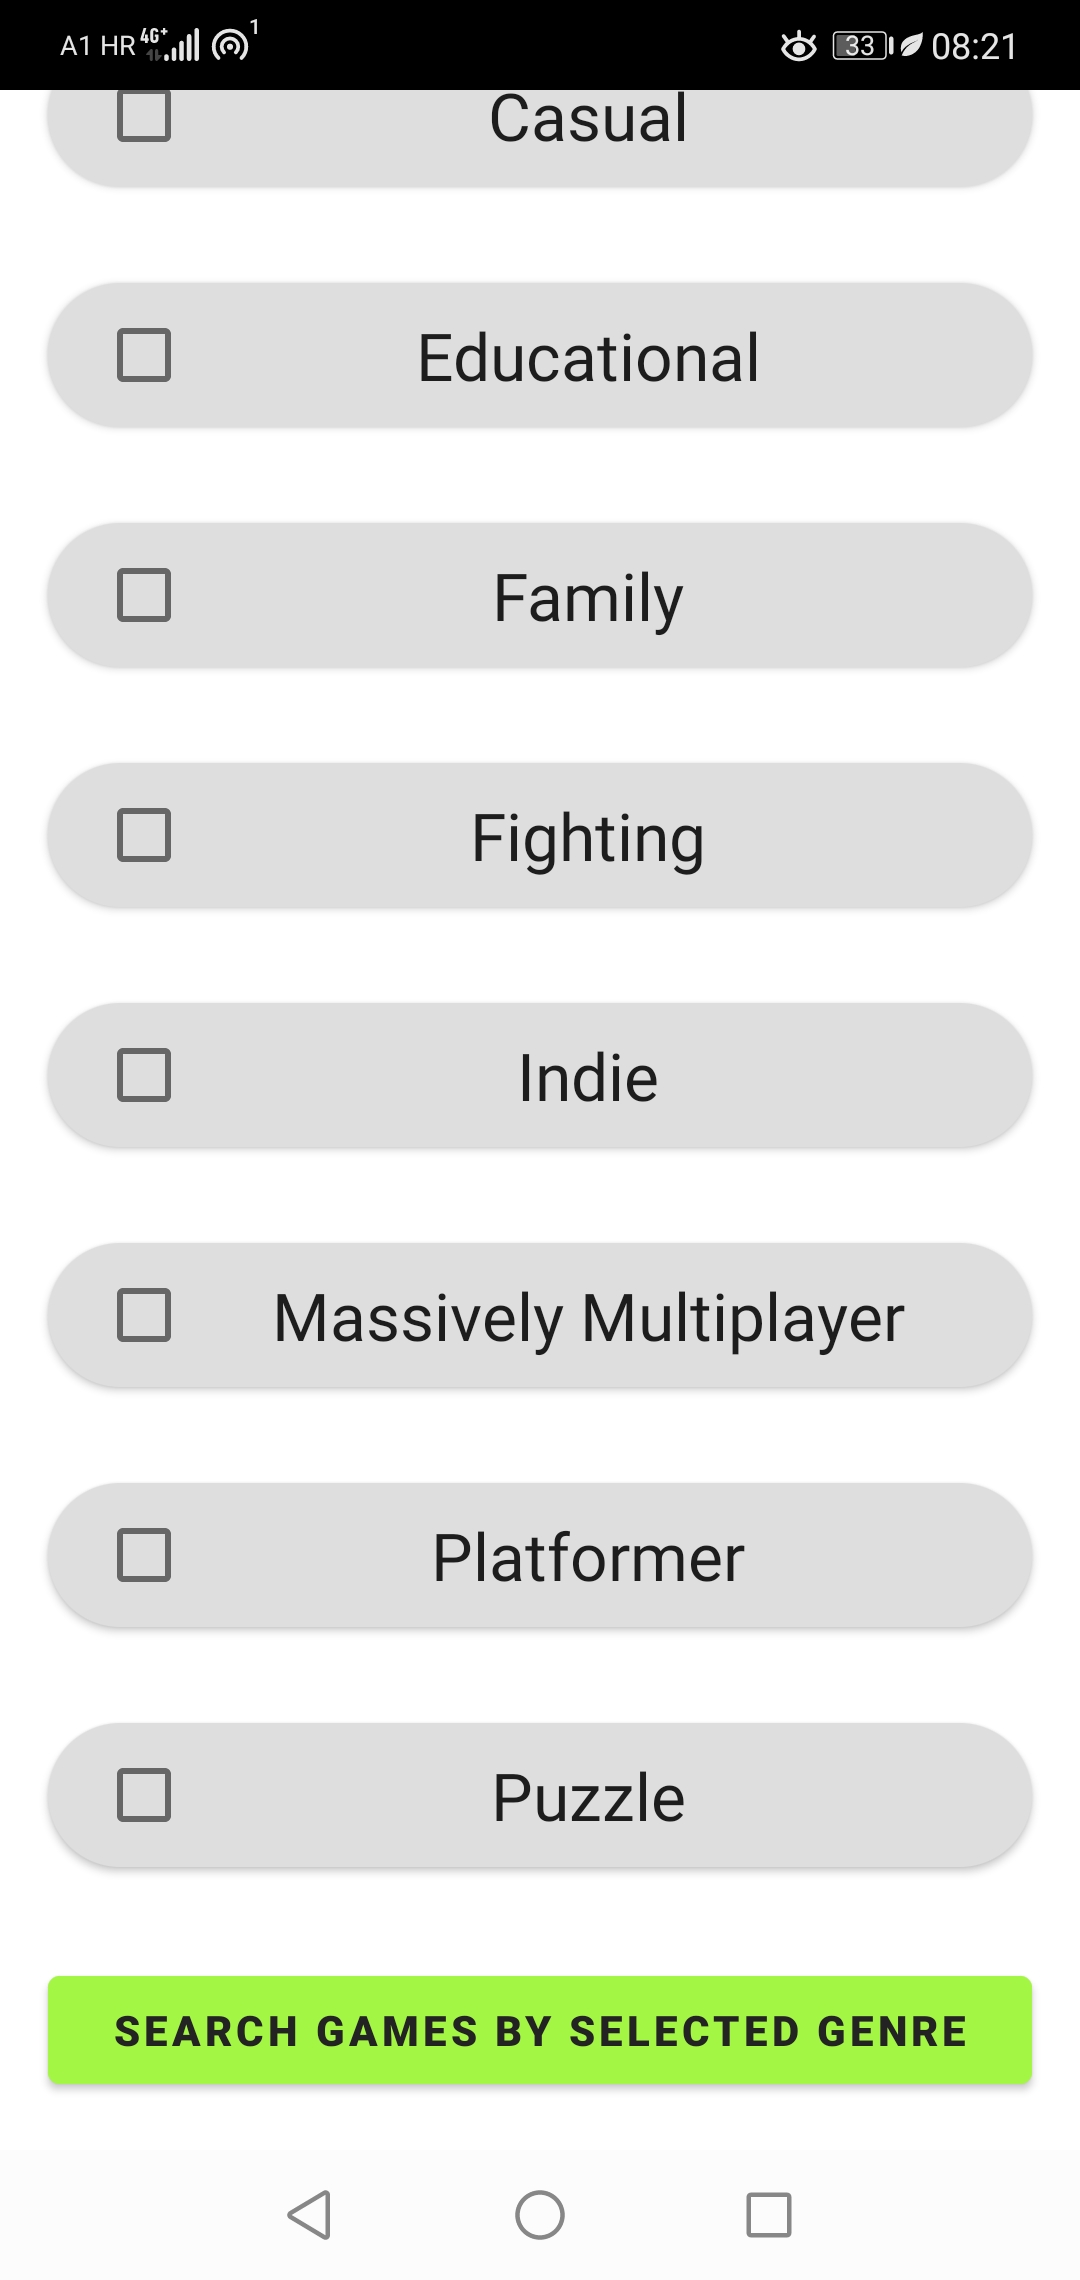 A1 HR 4G+ 1 33 08:21
Casual
Educational
Family
Fighting
Indie
Massively Multiplayer
Platformer
Puzzle
SEARCH GAMES BY SELECTED GENRE